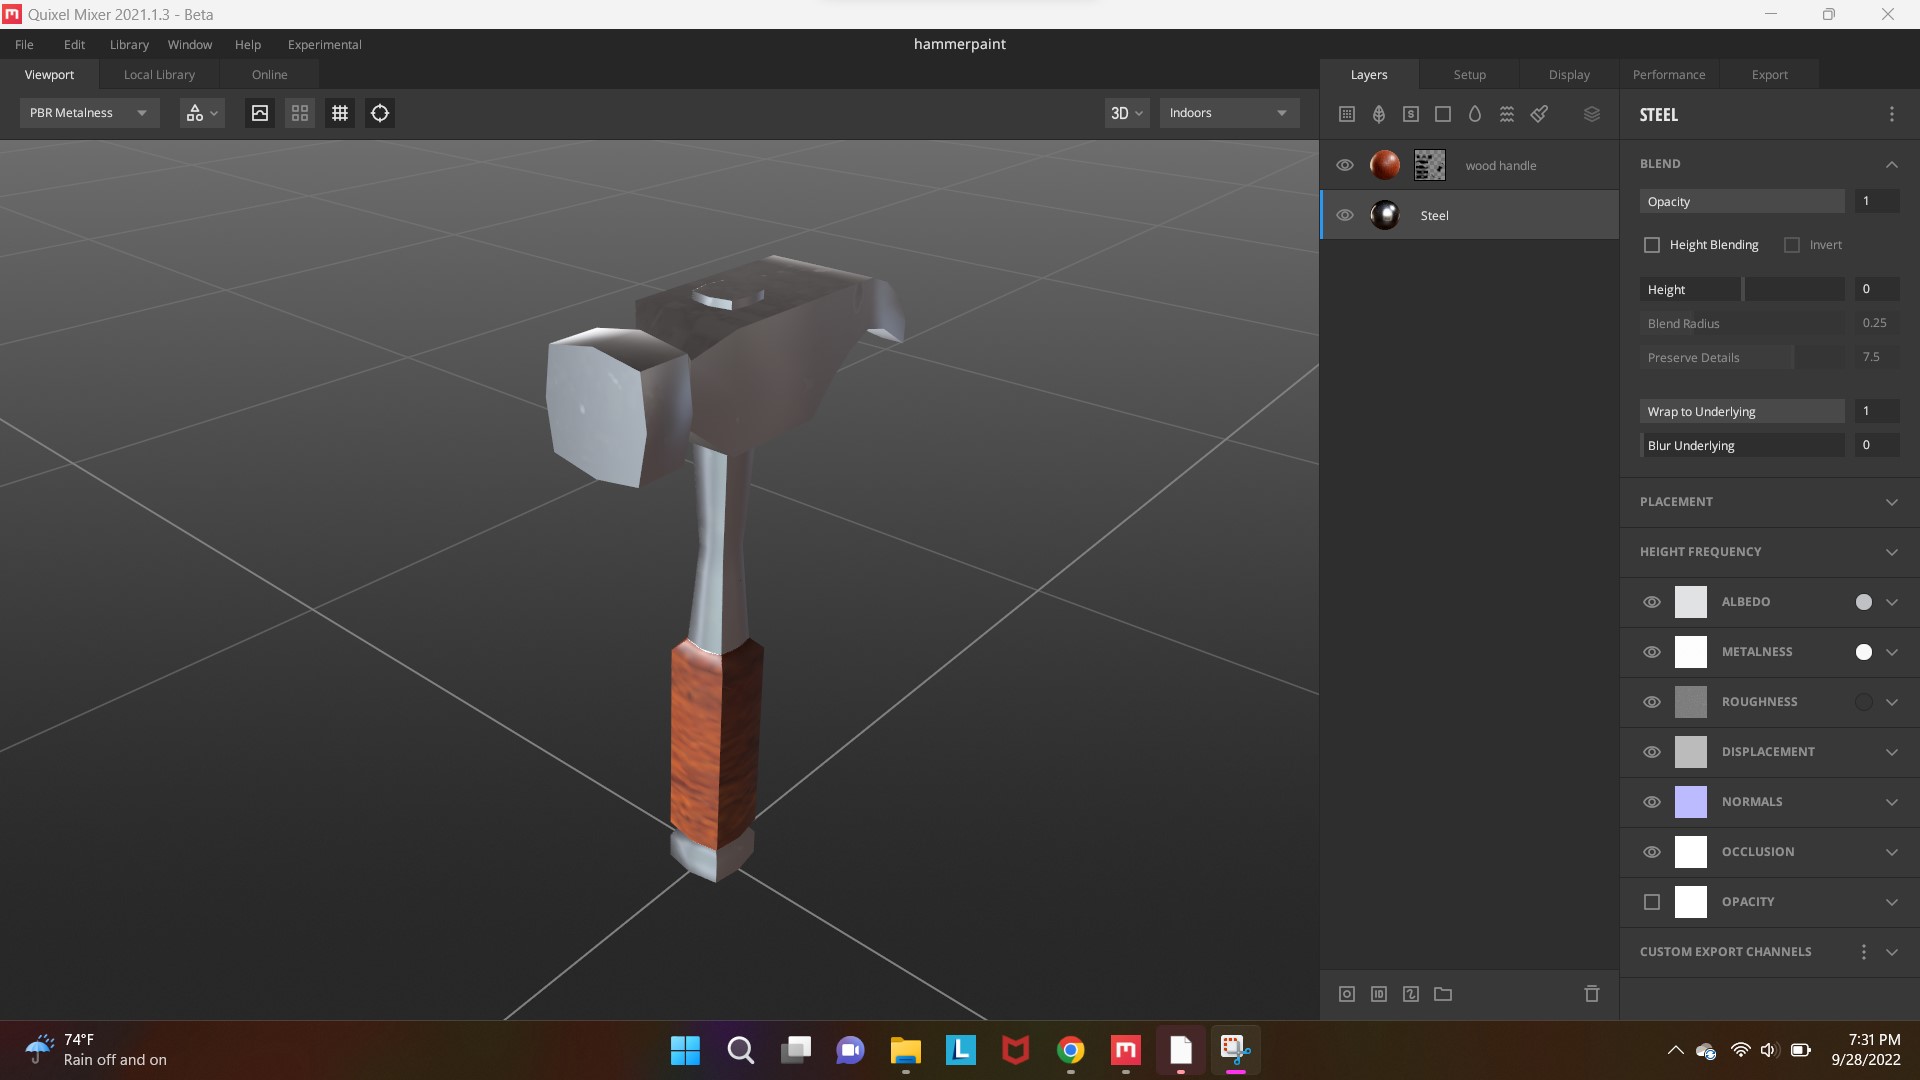 Quixel Mixer 2021.1.3 - Beta
File Edit Library Window Help Experimental
hammerpaint
Viewport Local Library Online
Layers Setup Display Performance Export
PBR Metalness
3D
Indoors
STEEL
wood handle
Steel
BLEND
Opacity 1
Height Blending Invert
Height 0
Blend Radius 0.25
Preserve Details 7.5
Wrap to Underlying 1
Blur Underlying 0
PLACEMENT
HEIGHT FREQUENCY
ALBEDO
METALNESS
ROUGHNESS
DISPLACEMENT
NORMALS
OCCLUSION
OPACITY
CUSTOM EXPORT CHANNELS
74°F
Rain off and on
7:31 PM
9/28/2022